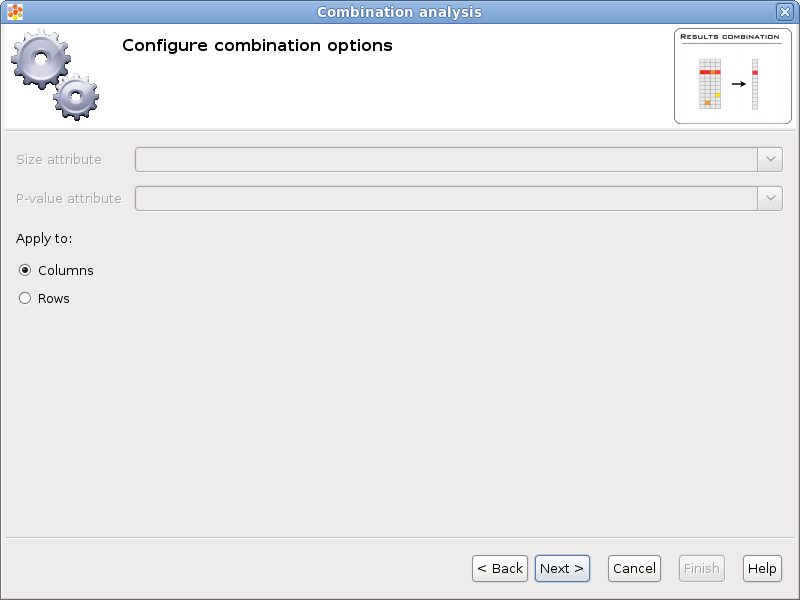 Combination analysis
Configure combination options
Results combination
Size attribute
P-value attribute
Apply to:
Columns
Rows
< Back Next > Cancel Finish Help